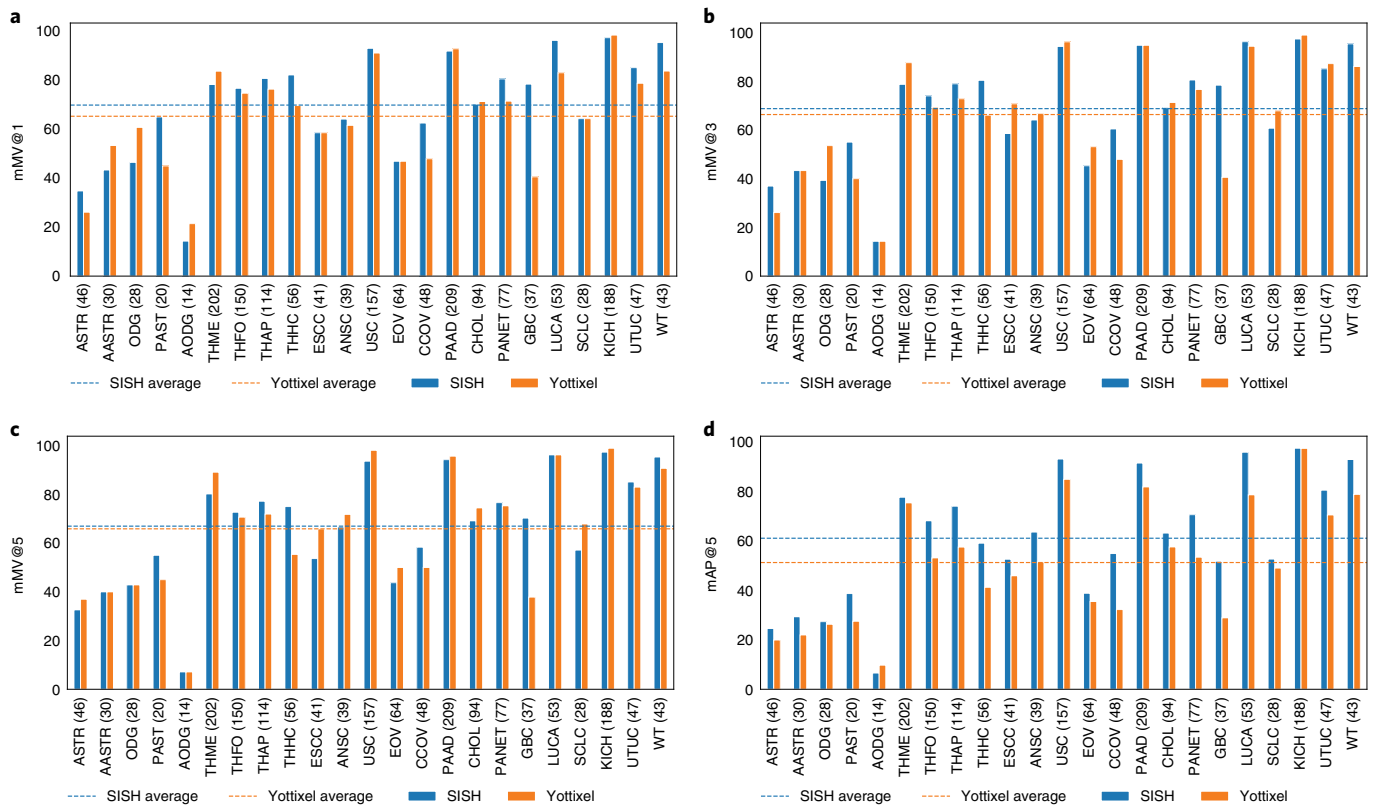 a
mMV@1
100
80
60
40
20
0
ASTR (46)
AASTR (30)
ODG (28)
PAST (20)
AODG (14)
THME (202)
THFO (150)
THAP (114)
THHC (56)
ESCC (41)
ANSC (39)
USC (157)
EOV (64)
CCOV (48)
PAAD (209)
CHOL (94)
PANET (77)
GBC (37)
LUCA (53)
SCLC (28)
KICH (188)
UTUC (47)
WT (43)
SISH average Yottixel average SISH Yottixel
b
mMV@3
100
80
60
40
20
0
ASTR (46)
AASTR (30)
ODG (28)
PAST (20)
AODG (14)
THME (202)
THFO (150)
THAP (114)
THHC (56)
ESCC (41)
ANSC (39)
USC (157)
EOV (64)
CCOV (48)
PAAD (209)
CHOL (94)
PANET (77)
GBC (37)
LUCA (53)
SCLC (28)
KICH (188)
UTUC (47)
WT (43)
SISH average Yottixel average SISH Yottixel
c
mMV@5
100
80
60
40
20
0
ASTR (46)
AASTR (30)
ODG (28)
PAST (20)
AODG (14)
THME (202)
THFO (150)
THAP (114)
THHC (56)
ESCC (41)
ANSC (39)
USC (157)
EOV (64)
CCOV (48)
PAAD (209)
CHOL (94)
PANET (77)
GBC (37)
LUCA (53)
SCLC (28)
KICH (188)
UTUC (47)
WT (43)
SISH average Yottixel average SISH Yottixel
d
mAP@5
100
80
60
40
20
0
ASTR (46)
AASTR (30)
ODG (28)
PAST (20)
AODG (14)
THME (202)
THFO (150)
THAP (114)
THHC (56)
ESCC (41)
ANSC (39)
USC (157)
EOV (64)
CCOV (48)
PAAD (209)
CHOL (94)
PANET (77)
GBC (37)
LUCA (53)
SCLC (28)
KICH (188)
UTUC (47)
WT (43)
SISH average Yottixel average SISH Yottixel